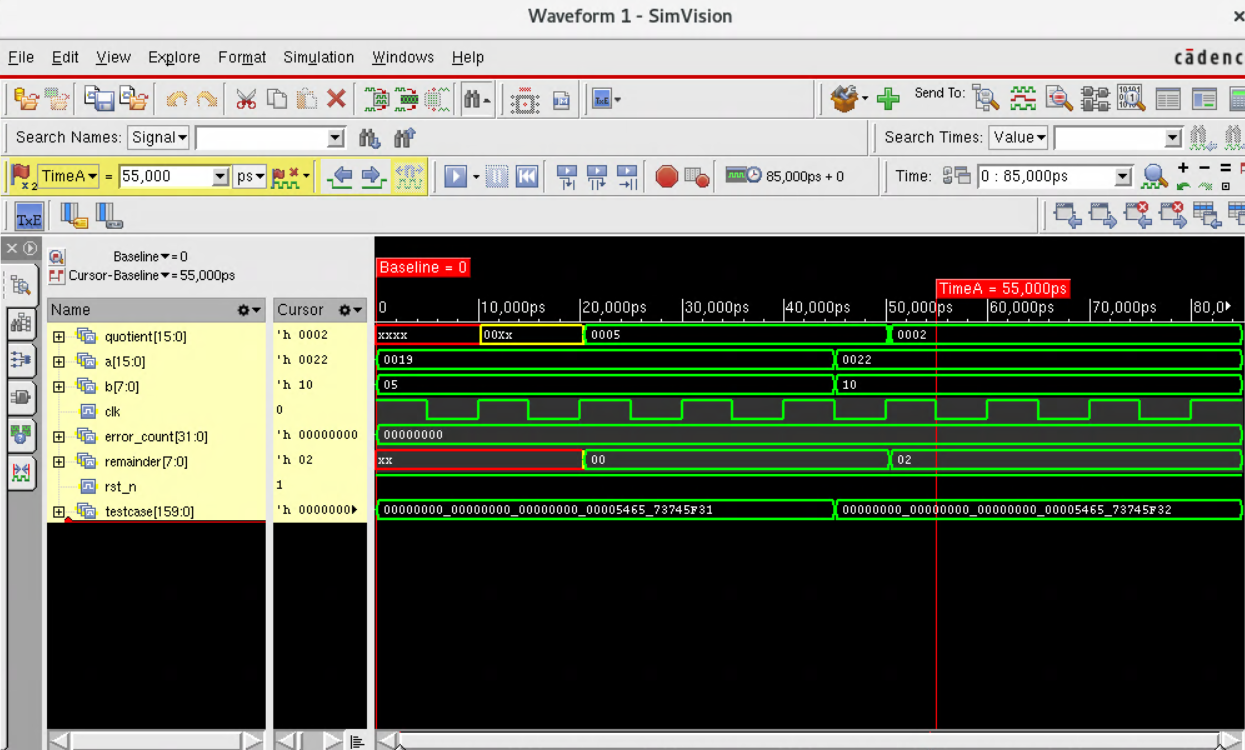 Waveform 1 - SimVision
File Edit View Explore Format Simulation Windows Help
cādenc
Send To:
Search Names: Signal
Search Times: Value
TimeA = 55,000 ps
85,000ps + 0
Time: 0 : 85,000ps
TxE
Baseline = 0
Cursor-Baseline = 55,000ps
Baseline = 0
TimeA = 55,000ps
Name Cursor
0 10,000ps 20,000ps 30,000ps 40,000ps 50,000ps 60,000ps 70,000ps 80,0
quotient[15:0] 'h 0002 xxxx 00Xx 0005 0002
a[15:0] 'h 0022 0019 0022
b[7:0] 'h 10 05 10
clk 0
error_count[31:0] 'h 00000000 00000000
remainder[7:0] 'h 02 xx 00 02
rst_n 1
testcase[159:0] 'h 0000000 00000000_00000000_00000000_00005465_73745F31 00000000_00000000_00000000_00005465_73745F32